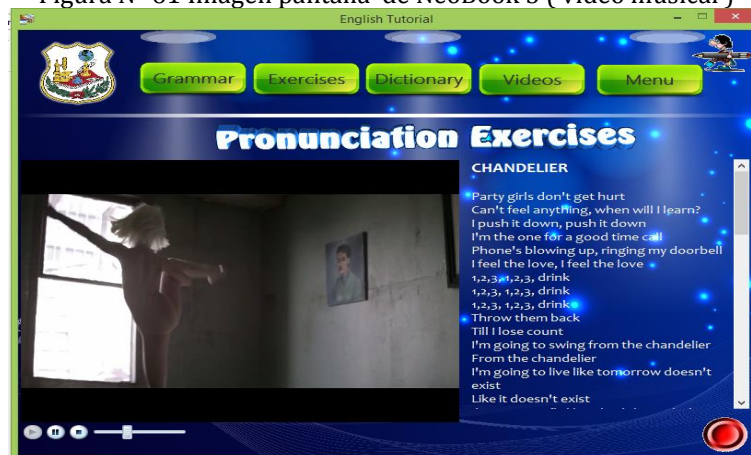 Imagen pantalla de NeoBook 5 ( video musical )
English Tutorial
Grammar Exercises Dictionary Videos Menu
Pronunciation Exercises
CHANDELIER
Party girls don't get hurt
Can't feel anything, when will I learn?
I push it down, push it down
I'm the one for a good time call
Phone's blowing up, ringing my doorbell
I feel the love, I feel the love
1,2,3, 1,2,3, drink
1,2,3, 1,2,3, drink
1,2,3, 1,2,3, drink
Throw them back
Till I lose count
I'm going to swing from the chandelier
From the chandelier
I'm going to live like tomorrow doesn't
exist
Like it doesn't exist